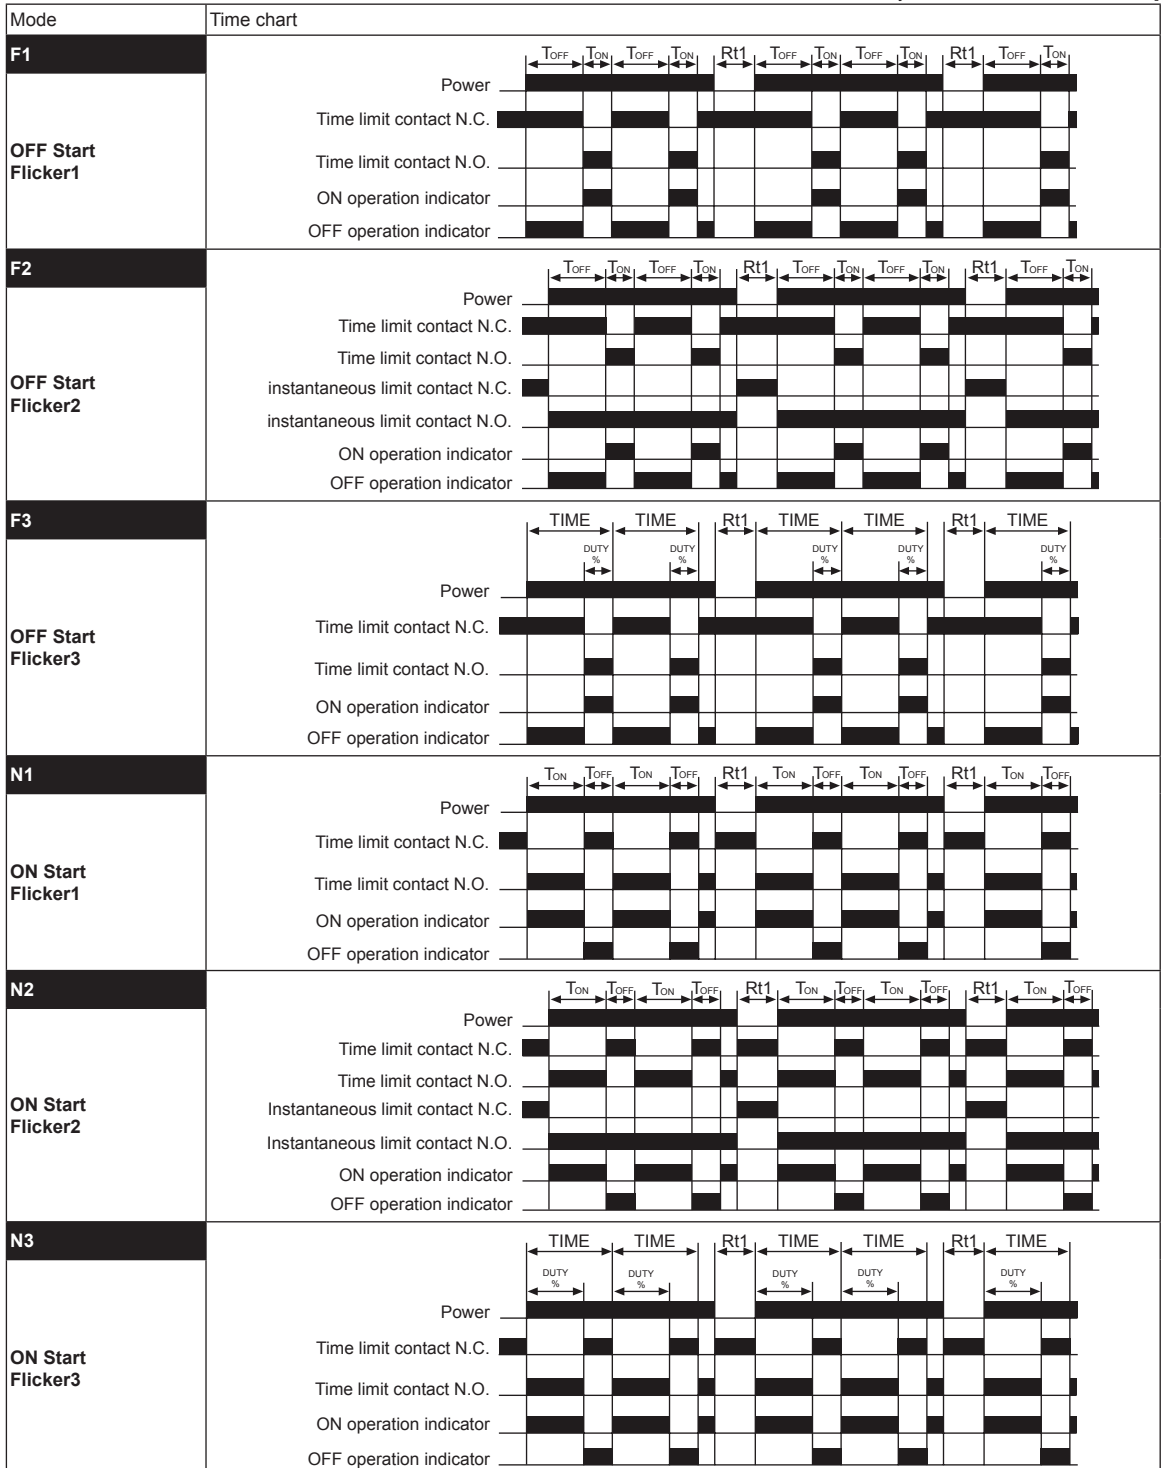 Mode Time chart
F1
OFF Start
Flicker1
TOFF TON TOFF TON Rt1 TOFF TON TOFF TON Rt1 TOFF TON
Power
Time limit contact N.C.
Time limit contact N.O.
ON operation indicator
OFF operation indicator
F2
OFF Start
Flicker2
TOFF TON TOFF TON Rt1 TOFF TON TOFF TON Rt1 TOFF TON
Power
Time limit contact N.C.
Time limit contact N.O.
instantaneous limit contact N.C.
instantaneous limit contact N.O.
ON operation indicator
OFF operation indicator
F3
OFF Start
Flicker3
TIME TIME Rt1 TIME TIME Rt1 TIME
DUTY DUTY DUTY DUTY DUTY
% % % % %
Power
Time limit contact N.C.
Time limit contact N.O.
ON operation indicator
OFF operation indicator
N1
ON Start
Flicker1
TON TOFF TON TOFF Rt1 TON TOFF TON TOFF Rt1 TON TOFF
Power
Time limit contact N.C.
Time limit contact N.O.
ON operation indicator
OFF operation indicator
N2
ON Start
Flicker2
TON TOFF TON TOFF Rt1 TON TOFF TON TOFF Rt1 TON TOFF
Power
Time limit contact N.C.
Time limit contact N.O.
Instantaneous limit contact N.C.
Instantaneous limit contact N.O.
ON operation indicator
OFF operation indicator
N3
ON Start
Flicker3
TIME TIME Rt1 TIME TIME Rt1 TIME
DUTY DUTY DUTY DUTY DUTY
% % % % %
Power
Time limit contact N.C.
Time limit contact N.O.
ON operation indicator
OFF operation indicator